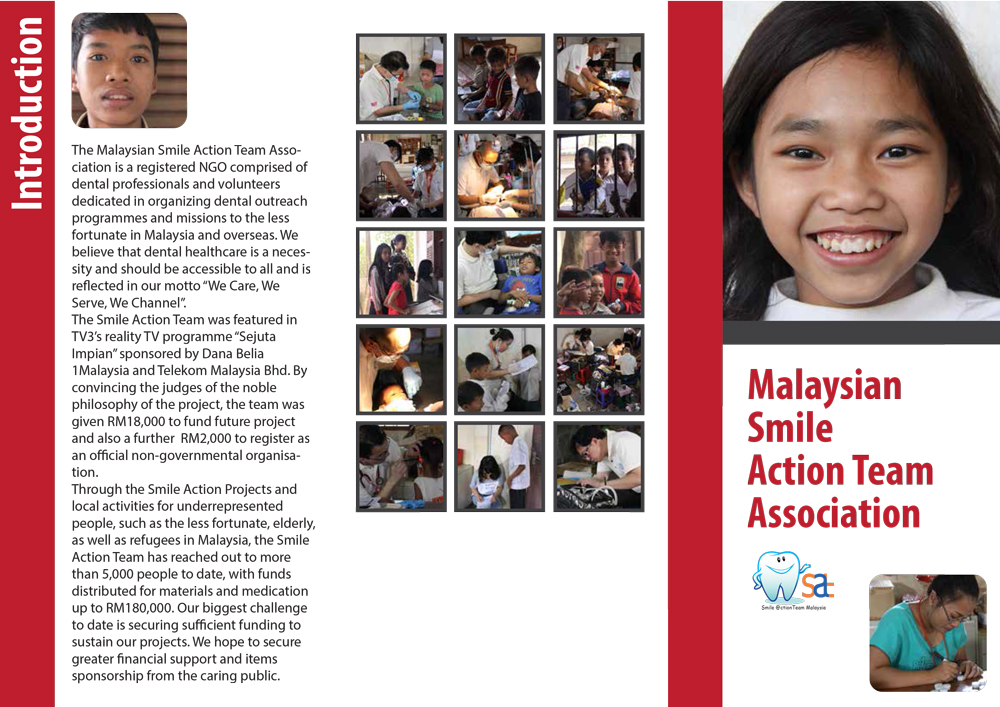 Introduction
The Malaysian Smile Action Team Asso-
ciation is a registered NGO comprised of
dental professionals and volunteers
dedicated in organizing dental outreach
programmes and missions to the less
fortunate in Malaysia and overseas. We
believe that dental healthcare is a neces-
sity and should be accessible to all and is
reflected in our motto “We Care, We
Serve, We Channel”.
The Smile Action Team was featured in
TV3’s reality TV programme “Sejuta
Impian” sponsored by Dana Belia
1Malaysia and Telekom Malaysia Bhd. By
convincing the judges of the noble
philosophy of the project, the team was
given RM18,000 to fund future project
and also a further  RM2,000 to register as
an official non-governmental organisa-
tion.
Through the Smile Action Projects and
local activities for underrepresented
people, such as the less fortunate, elderly,
as well as refugees in Malaysia, the Smile
Action Team has reached out to more
than 5,000 people to date, with funds
distributed for materials and medication
up to RM180,000. Our biggest challenge
to date is securing sufficient funding to
sustain our projects. We hope to secure
greater financial support and items
sponsorship from the caring public.
Malaysian
Smile
Action Team
Association
sat
Smile @ctionTeam Malaysia